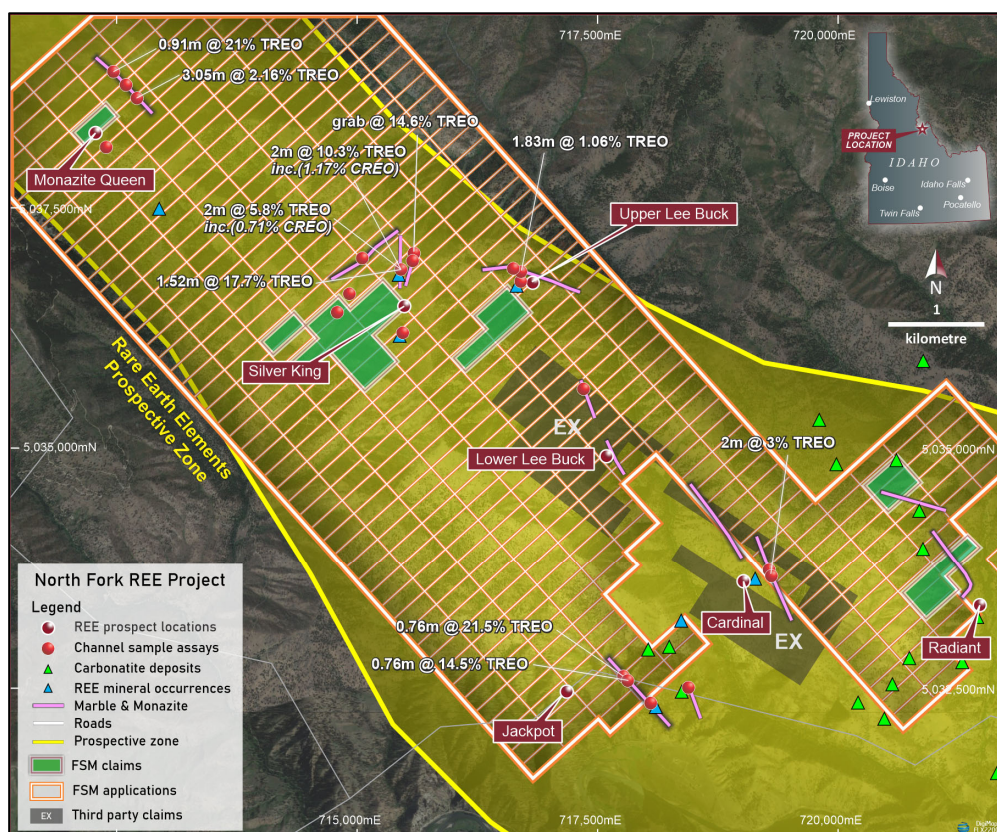 717,500mE
720,000mE
0.91m @ 21% TREO
3.05m @ 2.16% TREO
grab @ 14.6% TREO
2m @ 10.3% TREO
inc.(1.17% CREO)
1.83m @ 1.06% TREO
Monazite Queen
5,037,500mN
2m @ 5.8% TREO
inc.(0.71% CREO)
Upper Lee Buck
1.52m @ 17.7% TREO
Silver King
Lewiston
PROJECT
LOCATION
IDAHO
Boise
Idaho Falls
Pocatello
Twin Falls
N
1
kilometre
Rare Earth Elements
Prospective Zone
EX
5,035,000mN
Lower Lee Buck
2m @ 3% TREO
5,035,000mN
Cardinal
EX
Radiant
0.76m @ 21.5% TREO
0.76m @ 14.5% TREO
5,032,500mN
Jackpot
North Fork REE Project
Legend
REE prospect locations
Channel sample assays
Carbonatite deposits
REE mineral occurrences
Marble & Monazite
Roads
Prospective zone
FSM claims
FSM applications
EX Third party claims
715,000mE
717,500mE
720,000mE